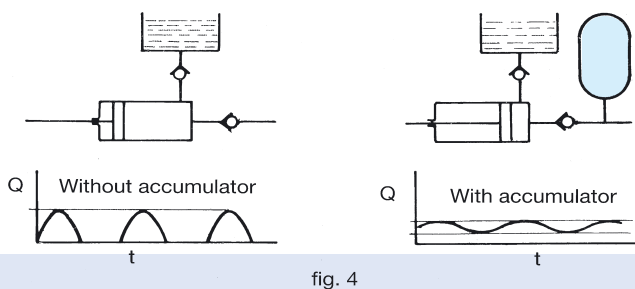 Q
Without accumulator
t
Q
With accumulator
t
fig. 4